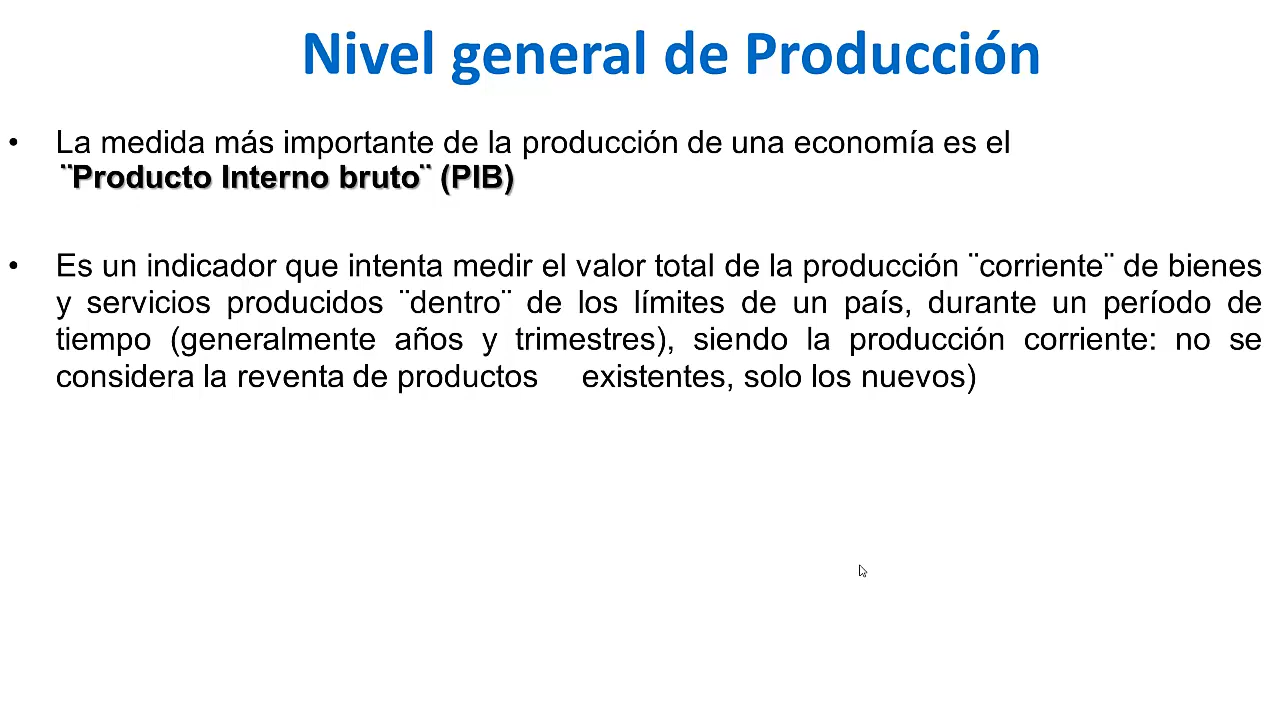 Nivel general de Producción
• La medida más importante de la producción de una economía es el
¨Producto Interno bruto¨ (PIB)
• Es un indicador que intenta medir el valor total de la producción ¨corriente¨ de bienes
y servicios producidos ¨dentro¨ de los límites de un país, durante un período de
tiempo (generalmente años y trimestres), siendo la producción corriente: no se
considera la reventa de productos existentes, solo los nuevos)